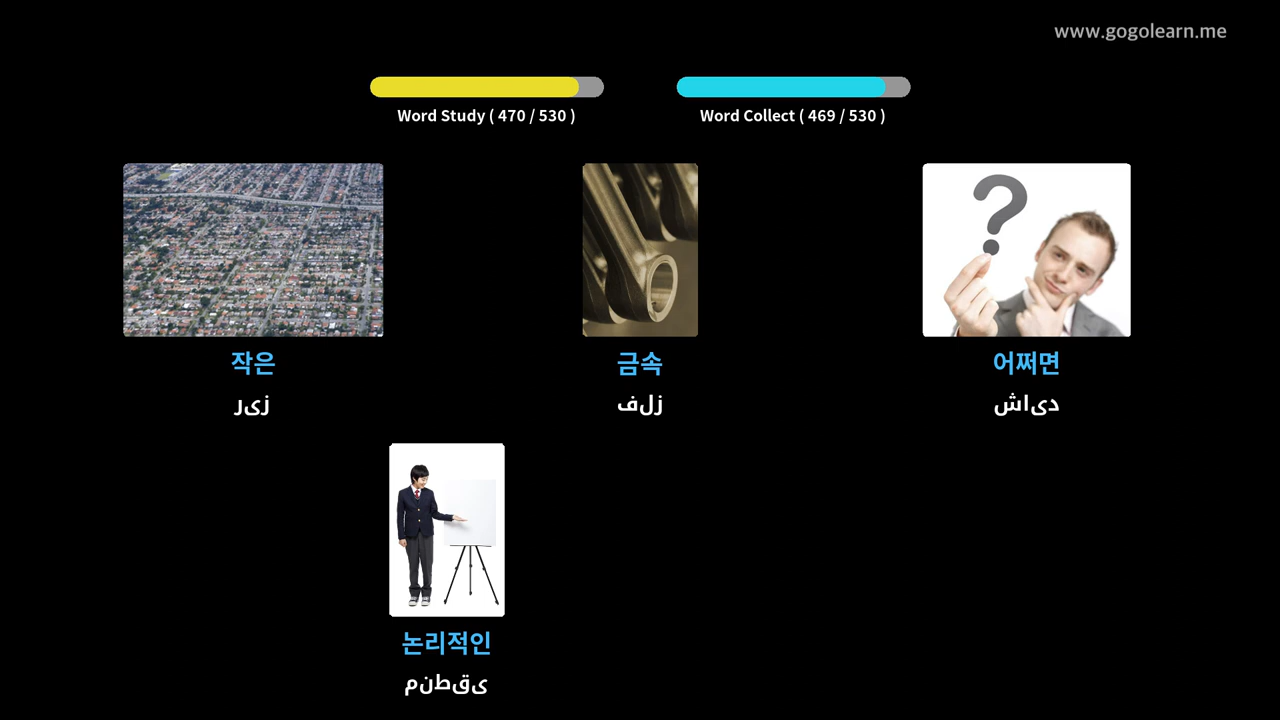 www.gogolearn.me
Word Study ( 470 / 530 )
Word Collect ( 469 / 530 )
작은
ریز
금속
فلز
어쩌면
شاید
논리적인
منطقی